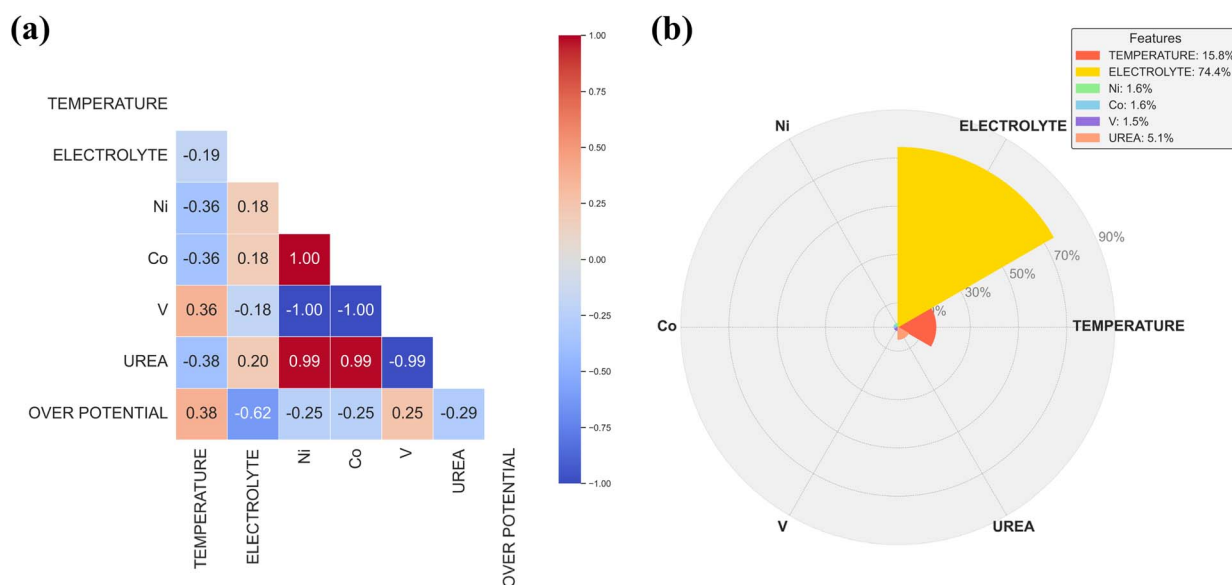 (a)
TEMPERATURE
ELECTROLYTE -0.19
Ni -0.36 0.18
Co -0.36 0.18 1.00
V 0.36 -0.18 -1.00 -1.00
UREA -0.38 0.20 0.99 0.99 -0.99
OVER POTENTIAL 0.38 -0.62 -0.25 -0.25 0.25 -0.29
TEMPERATURE
ELECTROLYTE
Ni
Co
V
UREA
OVER POTENTIAL
1.00
0.75
0.50
0.25
0.00
−0.25
−0.50
−0.75
−1.00
(b)
Features
TEMPERATURE: 15.8%
ELECTROLYTE: 74.4%
Ni: 1.6%
Co: 1.6%
V: 1.5%
UREA: 5.1%
Ni
ELECTROLYTE
90%
70%
50%
30%
Co
TEMPERATURE
V
UREA